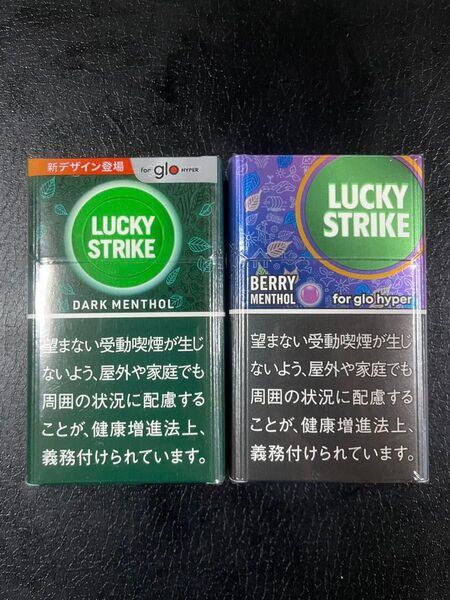 新デザイン登場 for glo HYPER
LUCKY
STRIKE
DARK MENTHOL
望まない受動喫煙が生じ
ないよう、屋外や家庭でも
周囲の状況に配慮する
ことが、健康増進法上、
義務付けられています。
LUCKY
STRIKE
BERRY
MENTHOL
for glo hyper
望まない受動喫煙が生じ
ないよう、屋外や家庭でも
周囲の状況に配慮する
ことが、健康増進法上、
義務付けられています。